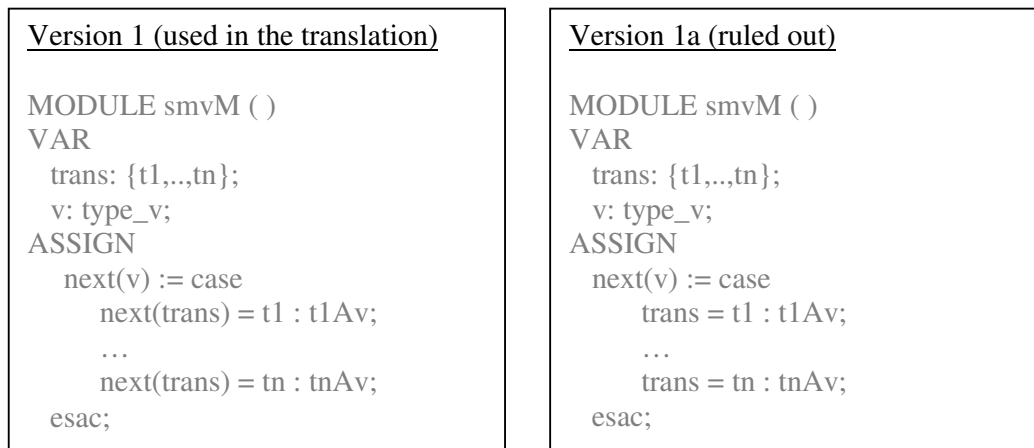 Version 1 (used in the translation)
MODULE smvM ( )
VAR
trans: {t1,..,tn};
v: type_v;
ASSIGN
next(v) := case
next(trans) = t1 : t1Av;
…
next(trans) = tn : tnAv;
esac;
Version 1a (ruled out)
MODULE smvM ( )
VAR
trans: {t1,..,tn};
v: type_v;
ASSIGN
next(v) := case
trans = t1 : t1Av;
…
trans = tn : tnAv;
esac;